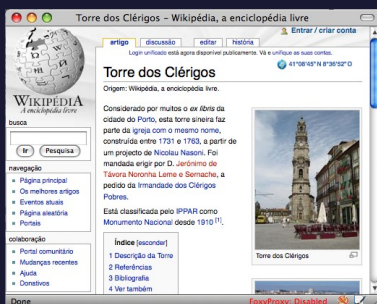 Torre dos Clérigos – Wikipédia, a enciclopédia livre
Entrar / criar conta
artigo discussão editar história
Login unificado está agora disponível publicamente. Vá e unifique as suas contas.
Torre dos Clérigos
41°08'45" N 8°36'52" O
Origem: Wikipédia, a enciclopédia livre.
WIKIPÉDIA
A enciclopédia livre
busca
Ir Pesquisa
navegação
Página principal
Os melhores artigos
Eventos atuais
Página aleatória
Portais
colaboração
Portal comunitário
Mudanças recentes
Ajuda
Donativos
Considerado por muitos o ex libris da
cidade do Porto, esta torre sineira faz
parte da igreja com o mesmo nome,
construída entre 1731 e 1763, a partir de
um projeto de Nicolau Nasoni. Foi
mandada erigir por D. Jerónimo de
Távora Noronha Leme e Sernache, a
pedido da Irmandade dos Clérigos
Pobres.
Está classificada pelo IPPAR como
Monumento Nacional desde 1910 [1].
Índice [esconder]
1 Descrição da Torre
2 Referências
3 Bibliografia
4 Ver também
Torre dos Clérigos
Done
FoxyProxy: Disabled